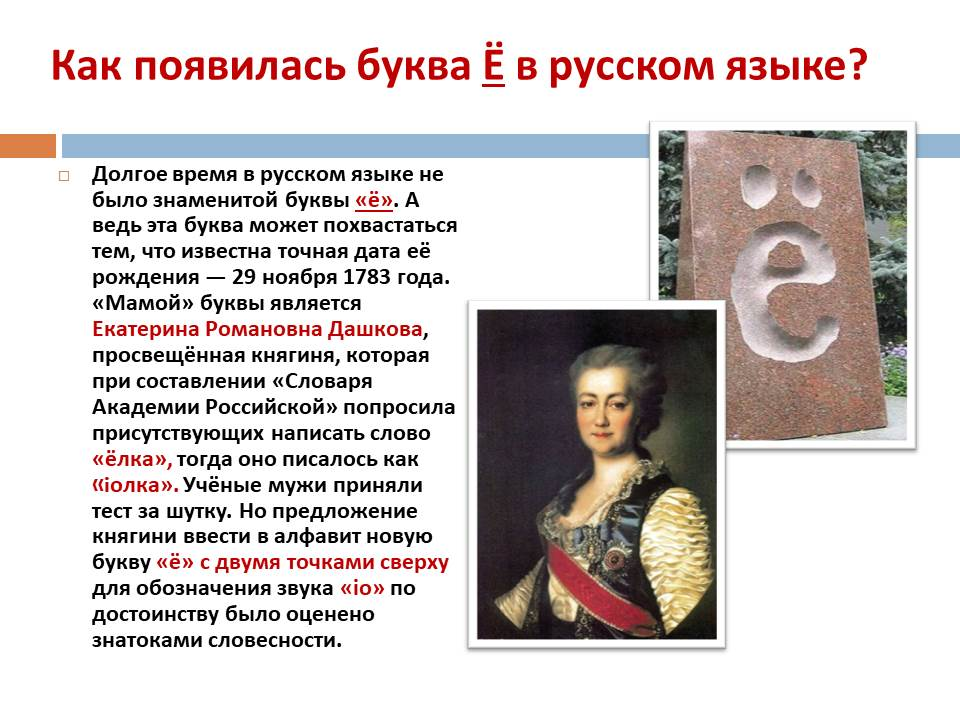 Как появилась буква Ё в русском языке?
Долгое время в русском языке не
было знаменитой буквы «ё». А
ведь эта буква может похвастаться
тем, что известна точная дата её
рождения — 29 ноября 1783 года.
«Мамой» буквы является
Екатерина Романовна Дашкова,
просвещённая княгиня, которая
при составлении «Словаря
Академии Российской» попросила
присутствующих написать слово
«ёлка», тогда оно писалось как
“іолка». Учёные мужи приняли
тест за шутку. Но предложение
княгини ввести в алфавит новую
букву «ё» с двумя точками сверху
для обозначения звука «io» по
достоинству было оценено
знатоками словесности.
ё